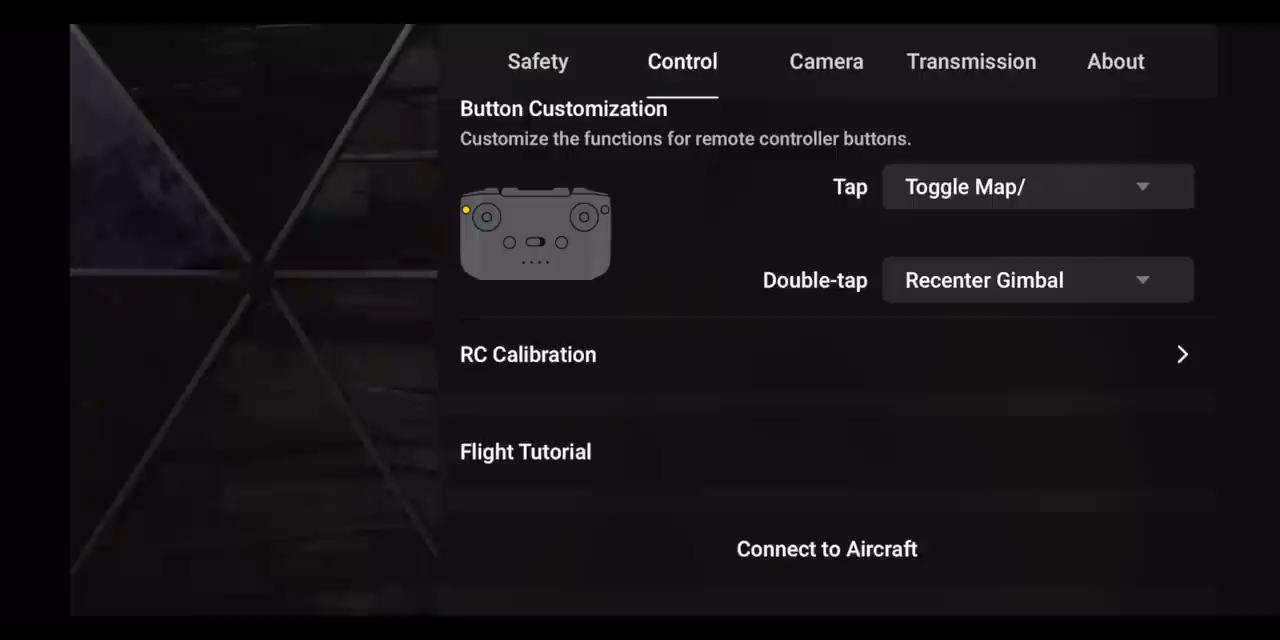 Safety Control Camera Transmission About
Button Customization
Customize the functions for remote controller buttons.
Tap Toggle Map/
Double-tap Recenter Gimbal
RC Calibration
Flight Tutorial
Connect to Aircraft